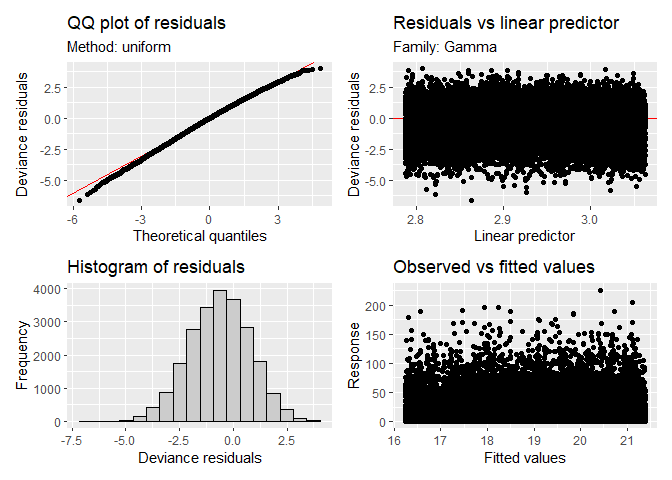 QQ plot of residuals
Method: uniform
Deviance residuals
2.5
0.0
-2.5
-5.0
-6
-3
0
3
Theoretical quantiles
Residuals vs linear predictor
Family: Gamma
Deviance residuals
2.5
0.0
-2.5
-5.0
2.8
2.9
3.0
Linear predictor
Histogram of residuals
Frequency
4000
3000
2000
1000
0
-7.5
-5.0
-2.5
0.0
2.5
Deviance residuals
Observed vs fitted values
Response
200
150
100
50
0
16
17
18
19
20
21
Fitted values